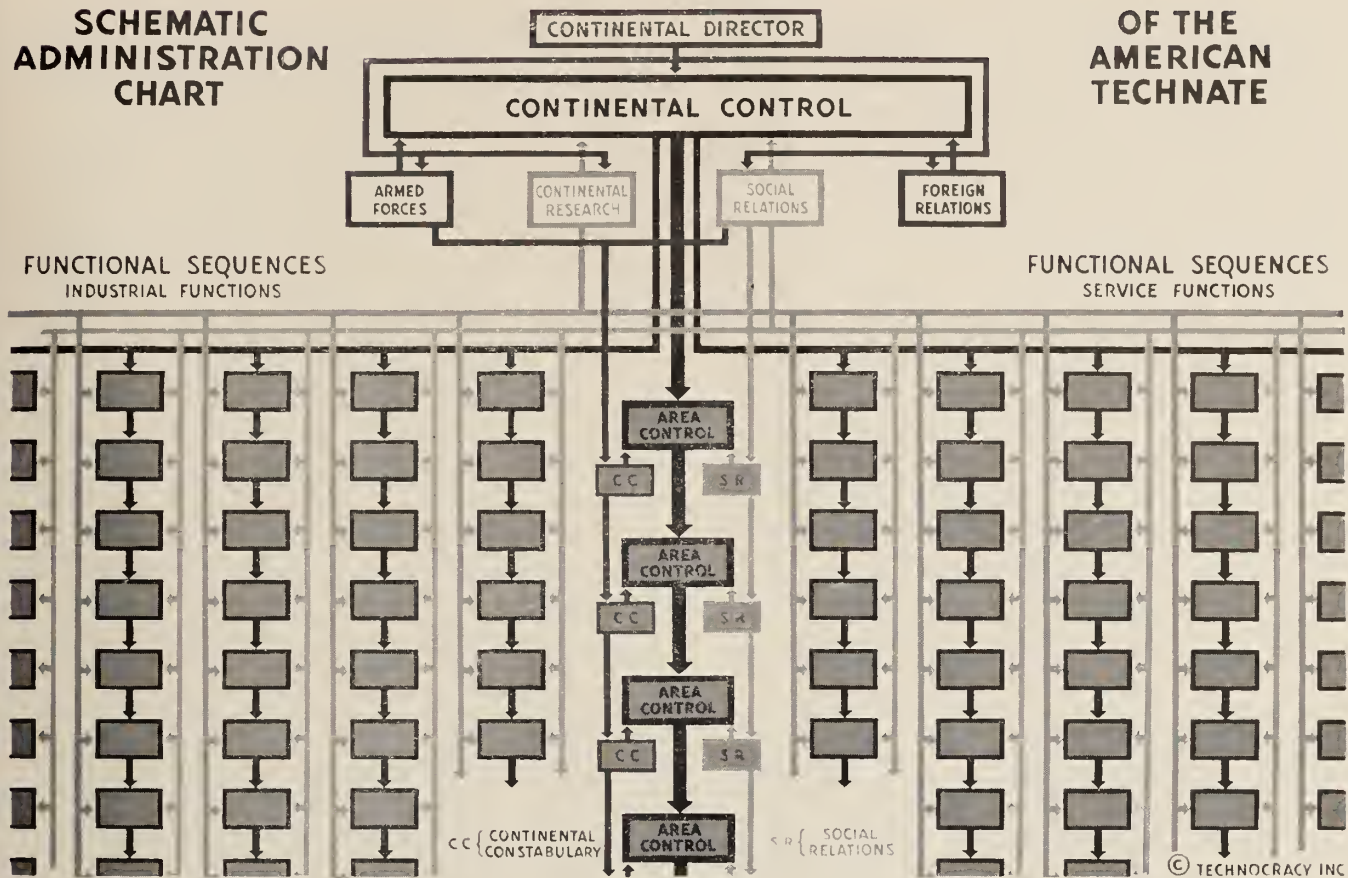 SCHEMATIC
ADMINISTRATION
CHART
OF THE
AMERICAN
TECHNATE
CONTINENTAL DIRECTOR
CONTINENTAL CONTROL
ARMED
FORCES
CONTINENTAL
RESEARCH
SOCIAL
RELATIONS
FOREIGN
RELATIONS
FUNCTIONAL SEQUENCES
INDUSTRIAL FUNCTIONS
FUNCTIONAL SEQUENCES
SERVICE FUNCTIONS
AREA
CONTROL
CC
SR
AREA
CONTROL
CC
SR
AREA
CONTROL
CC
SR
AREA
CONTROL
CC { CONTINENTAL
CONSTABULARY
SR { SOCIAL
RELATIONS
© TECHNOCRACY INC